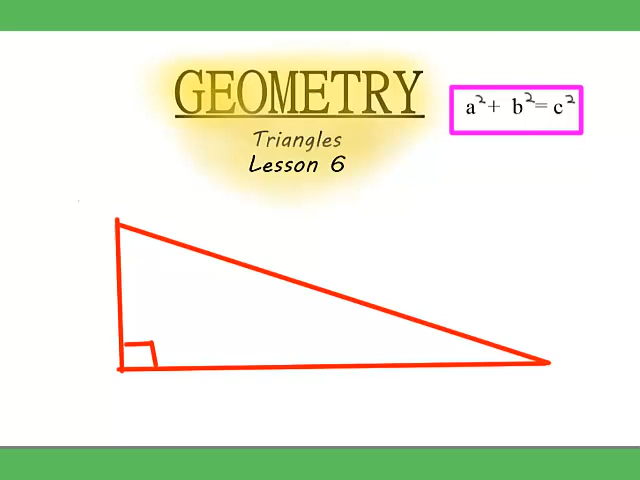 GEOMETRY
Triangles
Lesson 6
a² + b² = c²